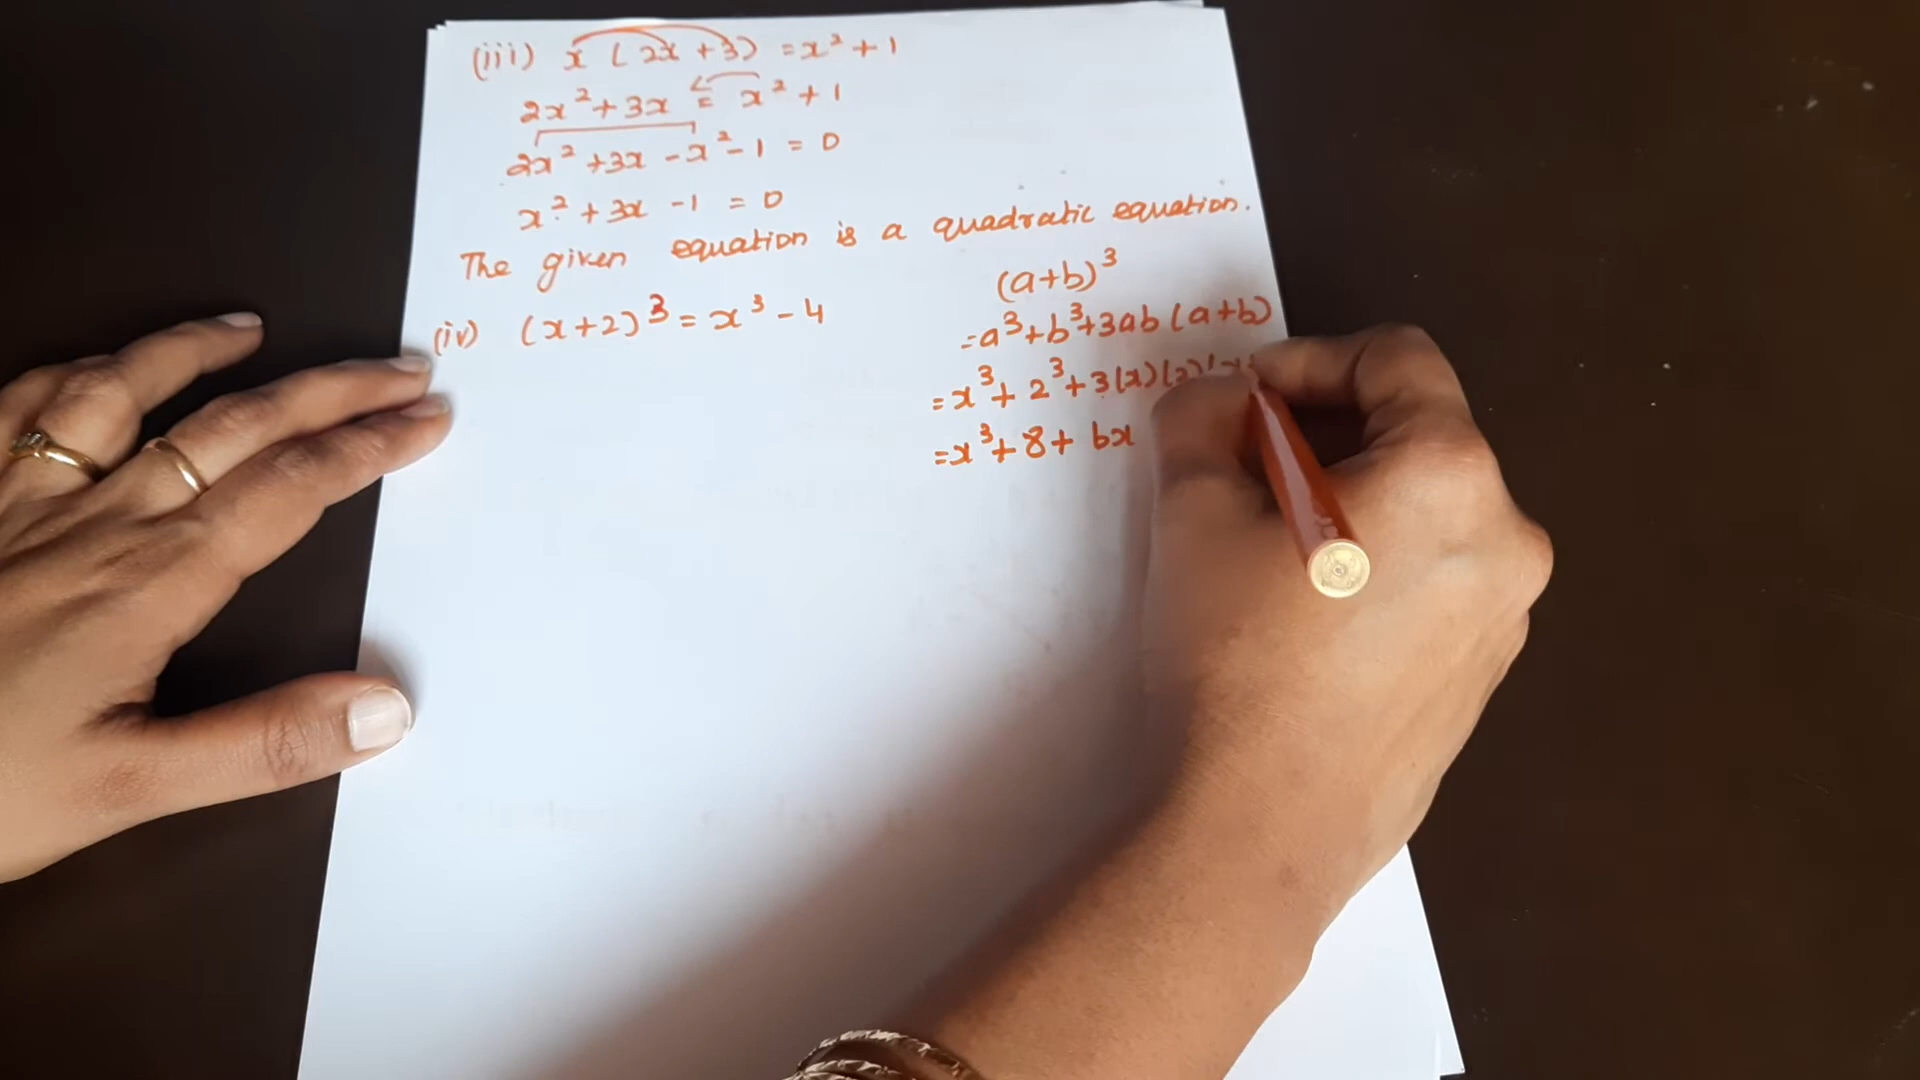 (iii) x (2x + 3) = x² + 1
2x² + 3x = x² + 1
2x² + 3x - x² - 1 = 0
x² + 3x - 1 = 0
The given equation is a quadratic equation.
(iv) (x+2)³ = x³ - 4
(a+b)³
= a³ + b³ + 3ab (a+b)
= x³ + 2³ + 3(x)(2)
= x³ + 8 + 6x